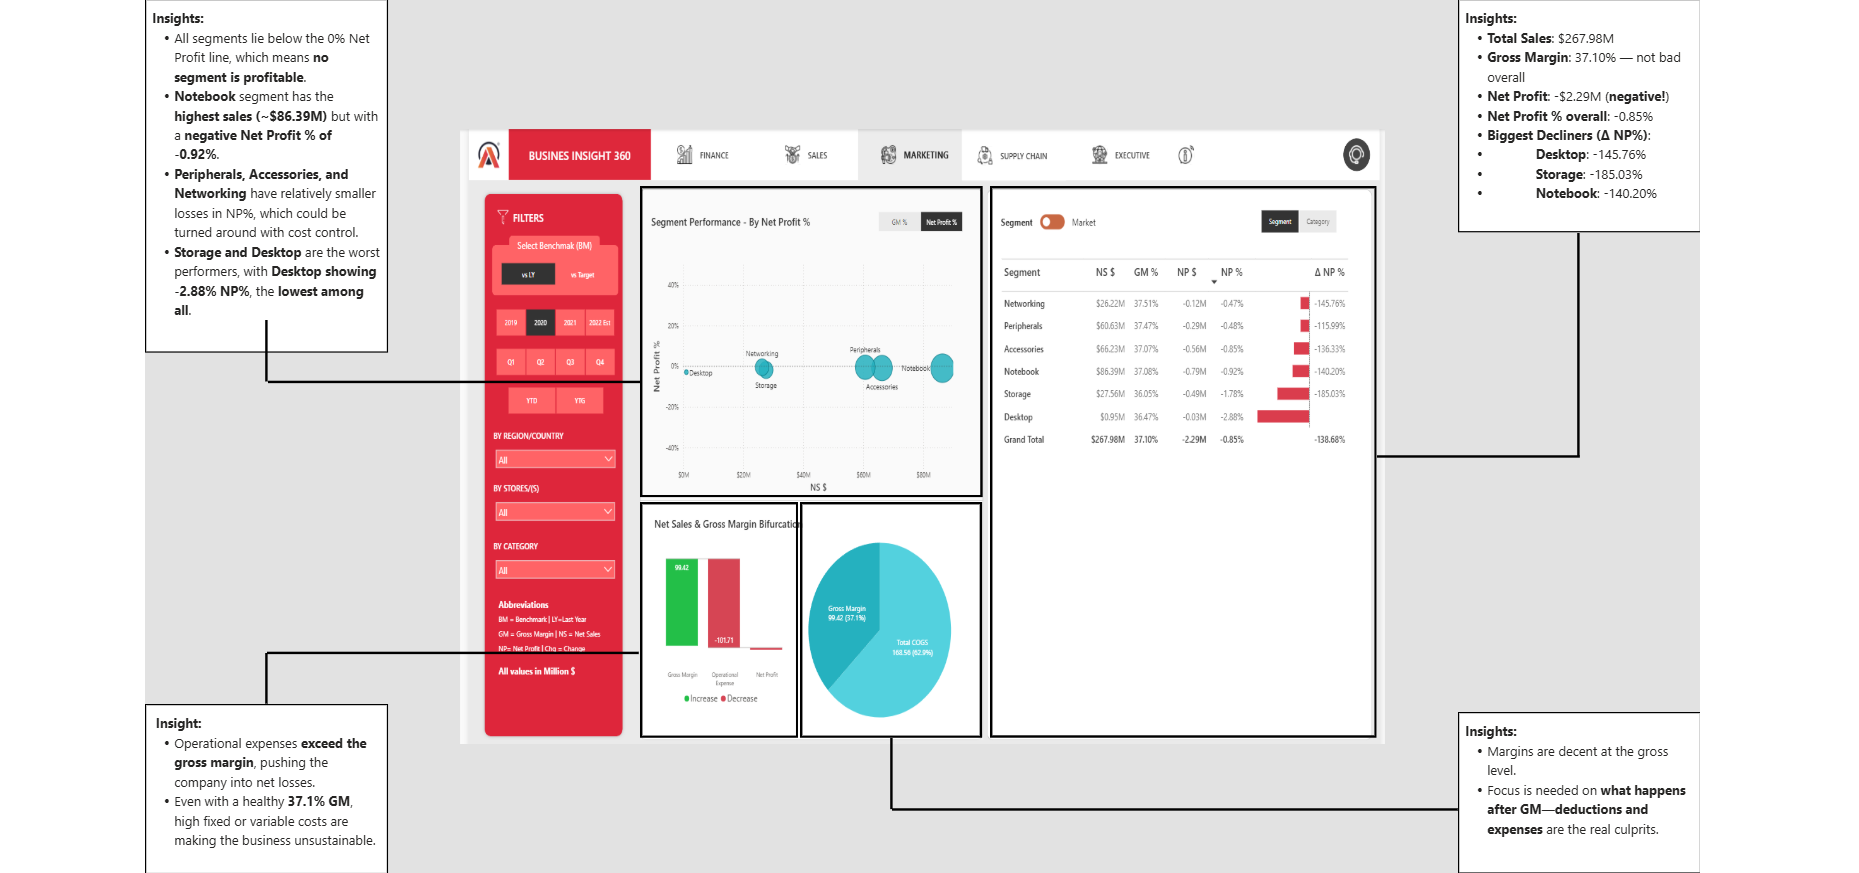 Insights:
• All segments lie below the 0% Net
Profit line, which means no
segment is profitable.
• Notebook segment has the
highest sales (~$86.39M) but with
a negative Net Profit % of
-0.92%.
• Peripherals, Accessories, and
Networking have relatively smaller
losses in NP%, which could be
turned around with cost control.
• Storage and Desktop are the worst
performers, with Desktop showing
-2.88% NP%, the lowest among
all.
Insights:
• Total Sales: $267.98M
• Gross Margin: 37.10% — not bad
overall
• Net Profit: -$2.29M (negative!)
• Net Profit % overall: -0.85%
• Biggest Decliners (Δ NP%):
• Desktop: -145.76%
• Storage: -185.03%
• Notebook: -140.20%
BUSINES INSIGHT 360
FINANCE
SALES
MARKETING
SUPPLY CHAIN
EXECUTIVE
FILTERS
Select Benchmak (BM)
vs LY
vs Target
2019 2020 2021 2022 Est
Q1 Q2 Q3 Q4
YTD YTG
BY REGION/COUNTRY
All
BY STORES/(S)
All
BY CATEGORY
All
Abbreviations
BM = Benchmark | LY=Last Year
GM = Gross Margin | NS = Net Sales
NP= Net Profit | Chg = Change
All values in Million $
Segment Performance - By Net Profit %
GM % Net Profit %
Net Profit %
40%
20%
0%
-20%
-40%
Networking
Peripherals
Desktop
Notebook
Storage
Accessories
$0M $20M $40M $60M $80M
NS $
Segment Market
Segment Category
Segment NS $ GM % NP $ NP % Δ NP %
Networking $26.22M 37.51% -0.12M -0.47% -145.76%
Peripherals $60.63M 37.47% -0.29M -0.48% -115.99%
Accessories $66.23M 37.07% -0.56M -0.85% -136.33%
Notebook $86.39M 37.08% -0.79M -0.92% -140.20%
Storage $27.56M 36.05% -0.49M -1.78% -185.03%
Desktop $0.95M 36.47% -0.03M -2.88%
Grand Total $267.98M 37.10% -2.29M -0.85% -138.68%
Net Sales & Gross Margin Bifurcation
99.42
-101.71
Gross Margin Operational Net Profit
Expense
Increase Decrease
Gross Margin
99.42 (37.1%)
Total COGS
168.56 (62.9%)
Insight:
• Operational expenses exceed the
gross margin, pushing the
company into net losses.
• Even with a healthy 37.1% GM,
high fixed or variable costs are
making the business unsustainable.
Insights:
• Margins are decent at the gross
level.
• Focus is needed on what happens
after GM—deductions and
expenses are the real culprits.